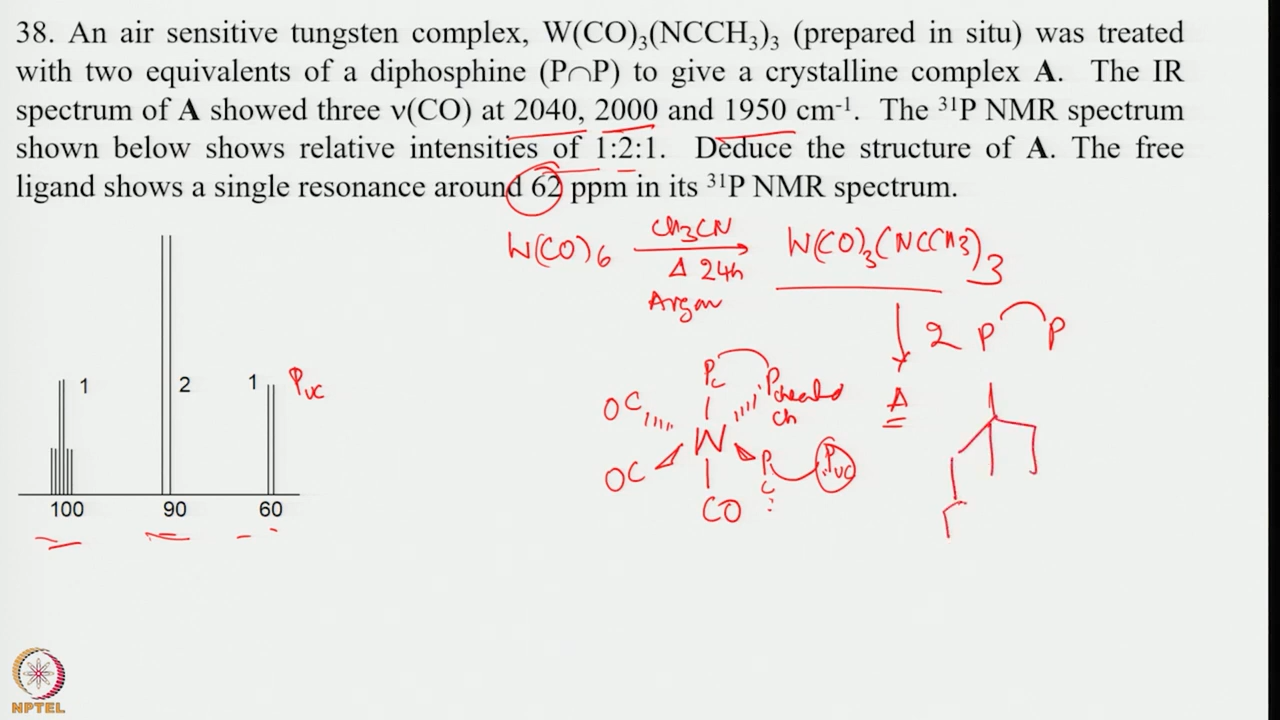 38. An air sensitive tungsten complex, W(CO)₃(NCCH₃)₃ (prepared in situ) was treated
with two equivalents of a diphosphine (P∩P) to give a crystalline complex A. The IR
spectrum of A showed three ν(CO) at 2040, 2000 and 1950 cm⁻¹. The ³¹P NMR spectrum
shown below shows relative intensities of 1:2:1. Deduce the structure of A. The free
ligand shows a single resonance around 62 ppm in its ³¹P NMR spectrum.
W(CO)₆
CH₃CN
Δ 24h
Argon
W(CO)₃(NCCH₃)₃
2 P P
A
1
2
1
Puc
100
90
60
Pc
OC
W
OC
CO
Ch
P
c
Puc
NPTEL